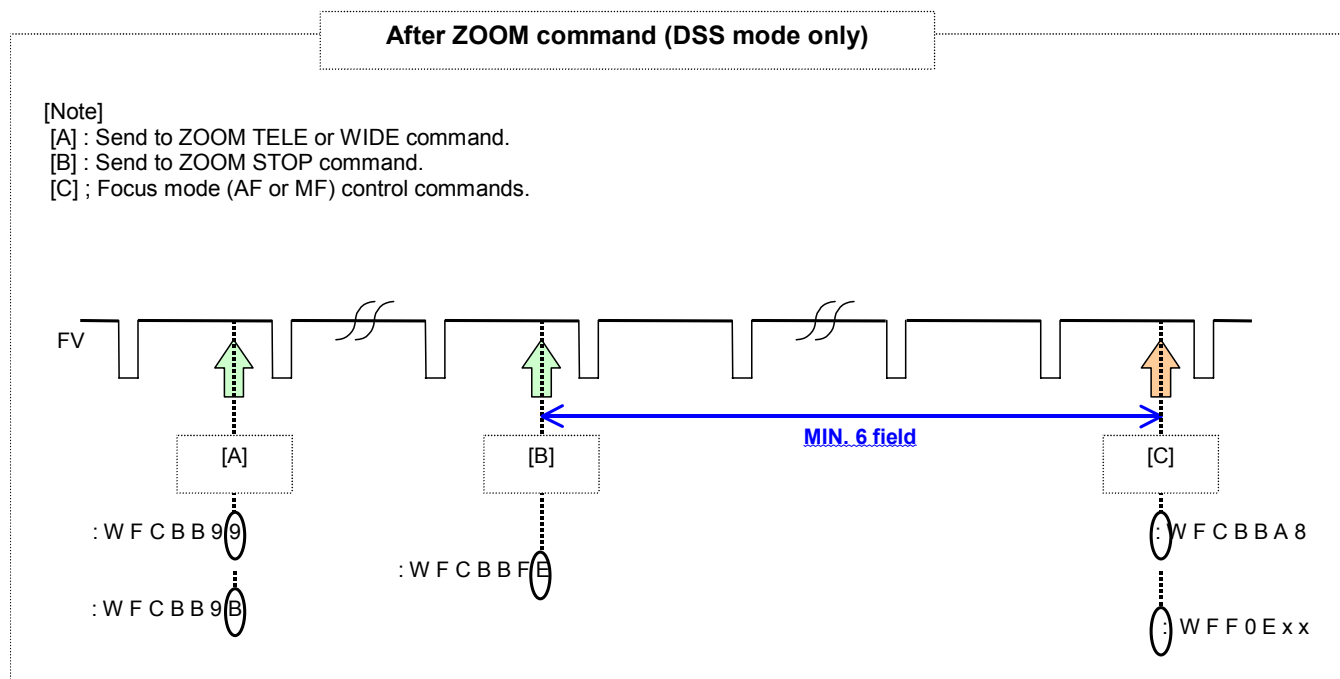 After ZOOM command (DSS mode only)
[Note]
[A] : Send to ZOOM TELE or WIDE command.
[B] : Send to ZOOM STOP command.
[C] ; Focus mode (AF or MF) control commands.
FV
MIN. 6 field
[A]
[B]
[C]
: W F C B B 9 9
: W F C B B A 8
: W F C B B F E
: W F C B B 9 B
: W F F 0 E x x